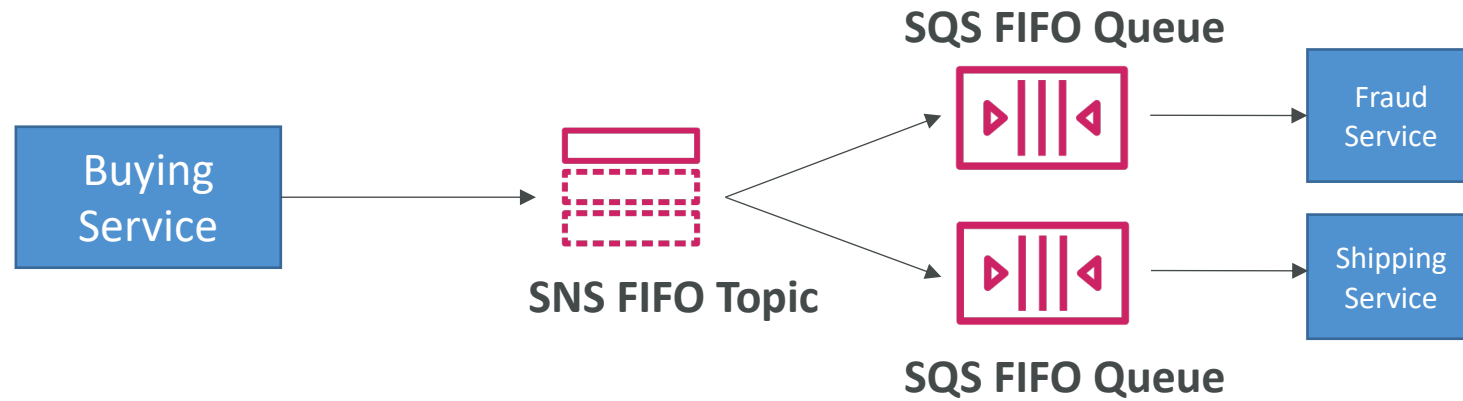 SQS FIFO Queue
Buying
Service
SNS FIFO Topic
Fraud
Service
Shipping
Service
SQS FIFO Queue